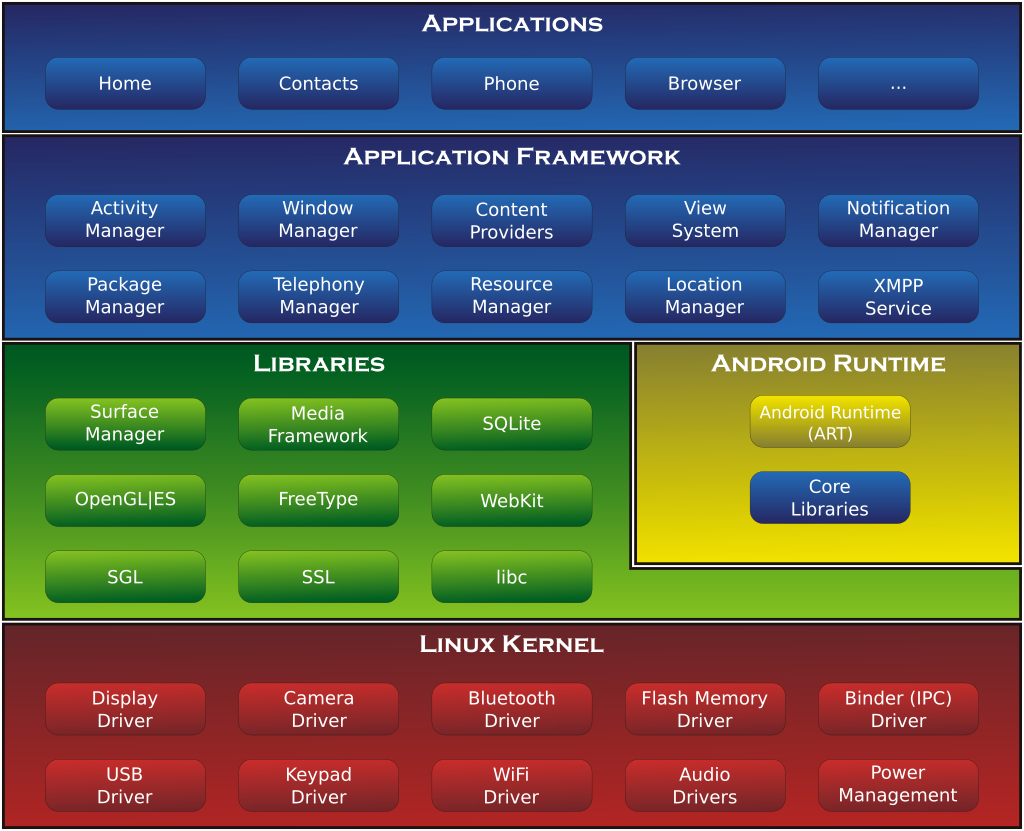 APPLICATIONS
Home
Contacts
Phone
Browser
...
APPLICATION FRAMEWORK
Activity
Manager
Window
Manager
Content
Providers
View
System
Notification
Manager
Package
Manager
Telephony
Manager
Resource
Manager
Location
Manager
XMPP
Service
LIBRARIES
Surface
Manager
Media
Framework
SQLite
OpenGL|ES
FreeType
WebKit
SGL
SSL
libc
ANDROID RUNTIME
Android Runtime
(ART)
Core
Libraries
LINUX KERNEL
Display
Driver
Camera
Driver
Bluetooth
Driver
Flash Memory
Driver
Binder (IPC)
Driver
USB
Driver
Keypad
Driver
WiFi
Driver
Audio
Drivers
Power
Management